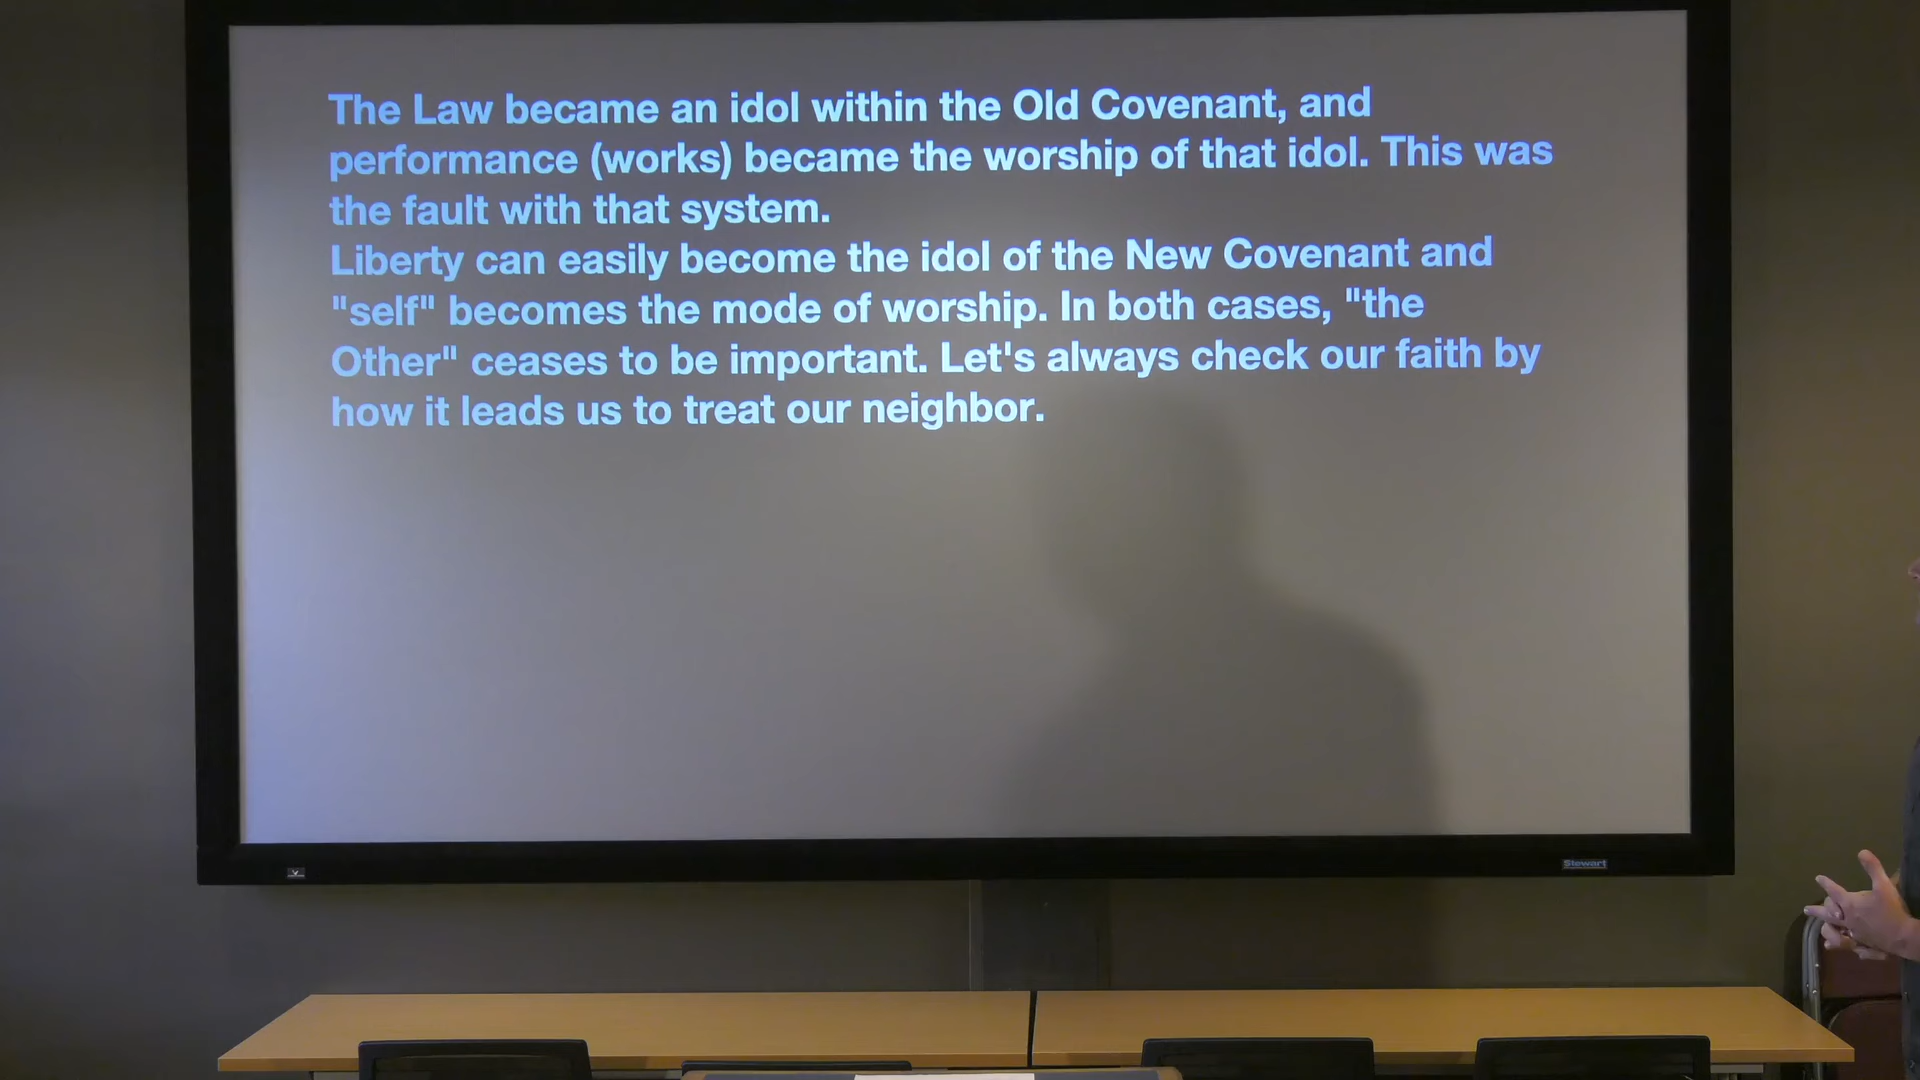 The Law became an idol within the Old Covenant, and
performance (works) became the worship of that idol. This was
the fault with that system.
Liberty can easily become the idol of the New Covenant and
"self" becomes the mode of worship. In both cases, "the
Other" ceases to be important. Let's always check our faith by
how it leads us to treat our neighbor.
Stewart